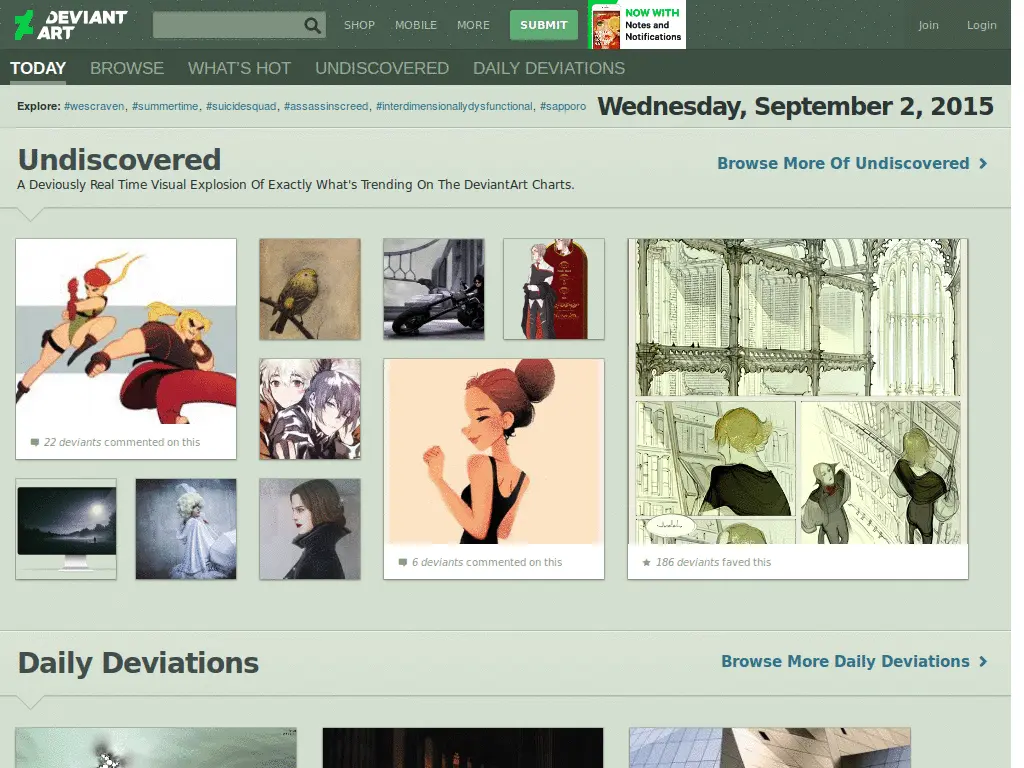 DEVIANT ART
SHOP MOBILE MORE SUBMIT
NOW WITH
Notes and
Notifications
Join Login
TODAY BROWSE WHAT'S HOT UNDISCOVERED DAILY DEVIATIONS
Explore: #wescraven, #summertime, #suicidesquad, #assassinscreed, #interdimensionallydysfunctional, #sapporo
Wednesday, September 2, 2015
Undiscovered
Browse More Of Undiscovered
A Deviously Real Time Visual Explosion Of Exactly What's Trending On The DeviantArt Charts.
22 deviants commented on this
6 deviants commented on this
186 deviants faved this
Daily Deviations
Browse More Daily Deviations